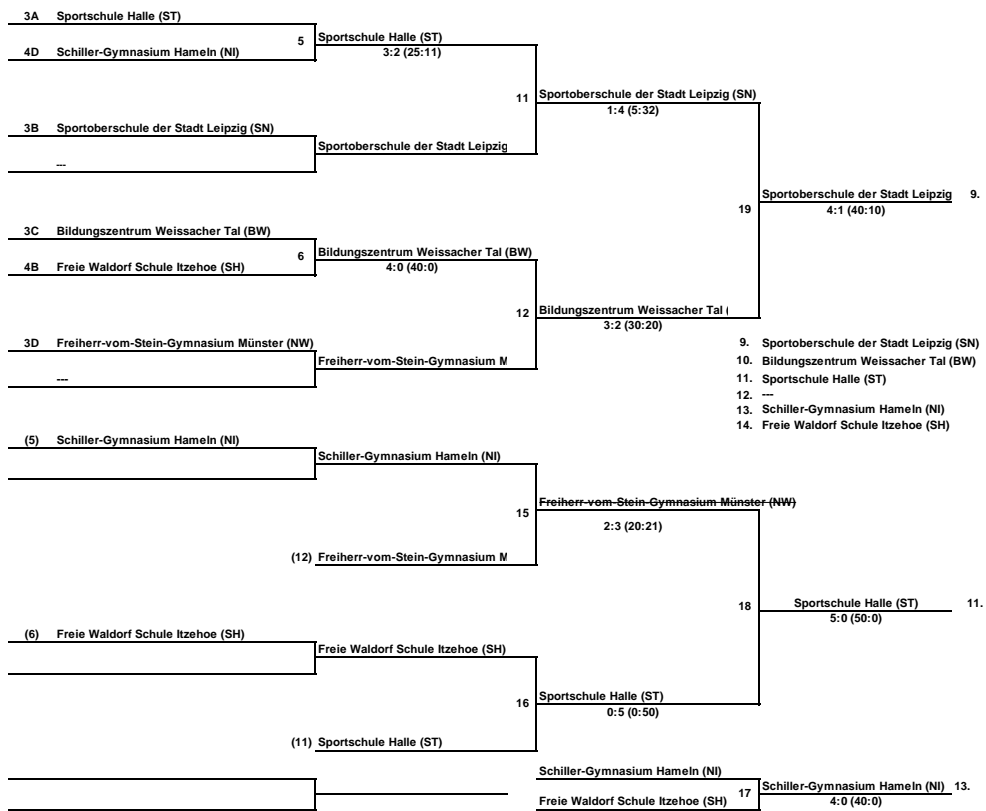 3A Sportschule Halle (ST)
5 Sportschule Halle (ST)
4D Schiller-Gymnasium Hameln (NI)
3:2 (25:11)
11 Sportoberschule der Stadt Leipzig (SN)
1:4 (5:32)
3B Sportoberschule der Stadt Leipzig (SN)
Sportoberschule der Stadt Leipzig
---
Sportoberschule der Stadt Leipzig 9.
19
4:1 (40:10)
3C Bildungszentrum Weissacher Tal (BW)
6 Bildungszentrum Weissacher Tal (BW)
4B Freie Waldorf Schule Itzehoe (SH)
4:0 (40:0)
12 Bildungszentrum Weissacher Tal (
3:2 (30:20)
3D Freiherr-vom-Stein-Gymnasium Münster (NW)
Freiherr-vom-Stein-Gymnasium M
---
9. Sportoberschule der Stadt Leipzig (SN)
10. Bildungszentrum Weissacher Tal (BW)
11. Sportschule Halle (ST)
12. ---
13. Schiller-Gymnasium Hameln (NI)
14. Freie Waldorf Schule Itzehoe (SH)
(5) Schiller-Gymnasium Hameln (NI)
Schiller-Gymnasium Hameln (NI)
15 Freiherr-vom-Stein-Gymnasium Münster (NW)
2:3 (20:21)
(12) Freiherr-vom-Stein-Gymnasium M
18 Sportschule Halle (ST) 11.
5:0 (50:0)
(6) Freie Waldorf Schule Itzehoe (SH)
Freie Waldorf Schule Itzehoe (SH)
16 Sportschule Halle (ST)
0:5 (0:50)
(11) Sportschule Halle (ST)
Schiller-Gymnasium Hameln (NI)
17 Schiller-Gymnasium Hameln (NI) 13.
Freie Waldorf Schule Itzehoe (SH)
4:0 (40:0)